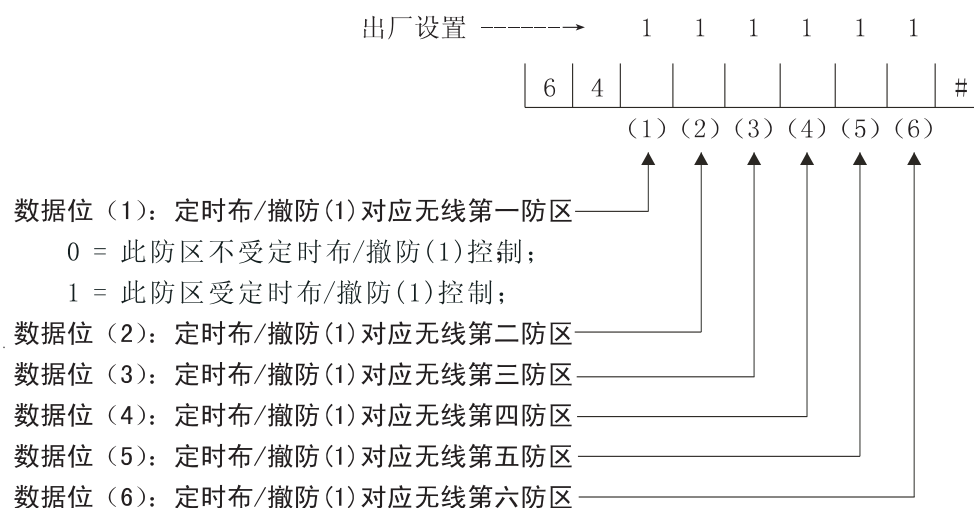 出厂设置 1 1 1 1 1 1
6 4 #
(1) (2) (3) (4) (5) (6)
数据位（1）：定时布/撤防(1)对应无线第一防区
0 = 此防区不受定时布/撤防(1)控制；
1 = 此防区受定时布/撤防(1)控制；
数据位（2）：定时布/撤防(1)对应无线第二防区
数据位（3）：定时布/撤防(1)对应无线第三防区
数据位（4）：定时布/撤防(1)对应无线第四防区
数据位（5）：定时布/撤防(1)对应无线第五防区
数据位（6）：定时布/撤防(1)对应无线第六防区